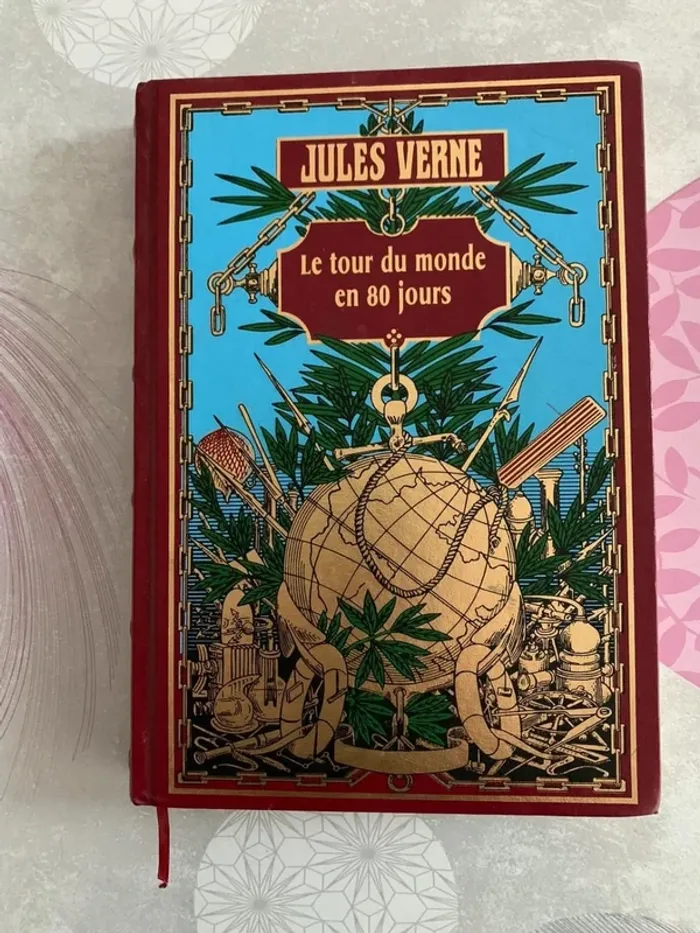 JULES VERNE
Le tour du monde
en 80 jours